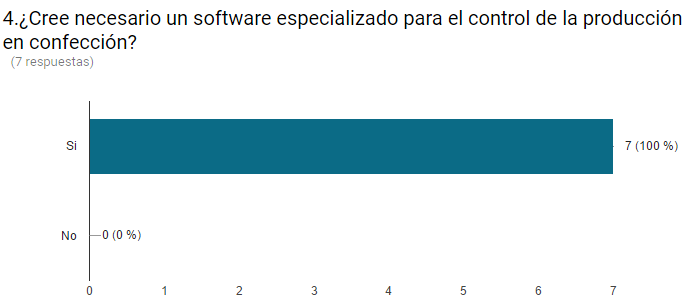 4.¿Cree necesario un software especializado para el control de la producción
en confección?
(7 respuestas)
Si
7 (100 %)
No
0 (0 %)
0 1 2 3 4 5 6 7